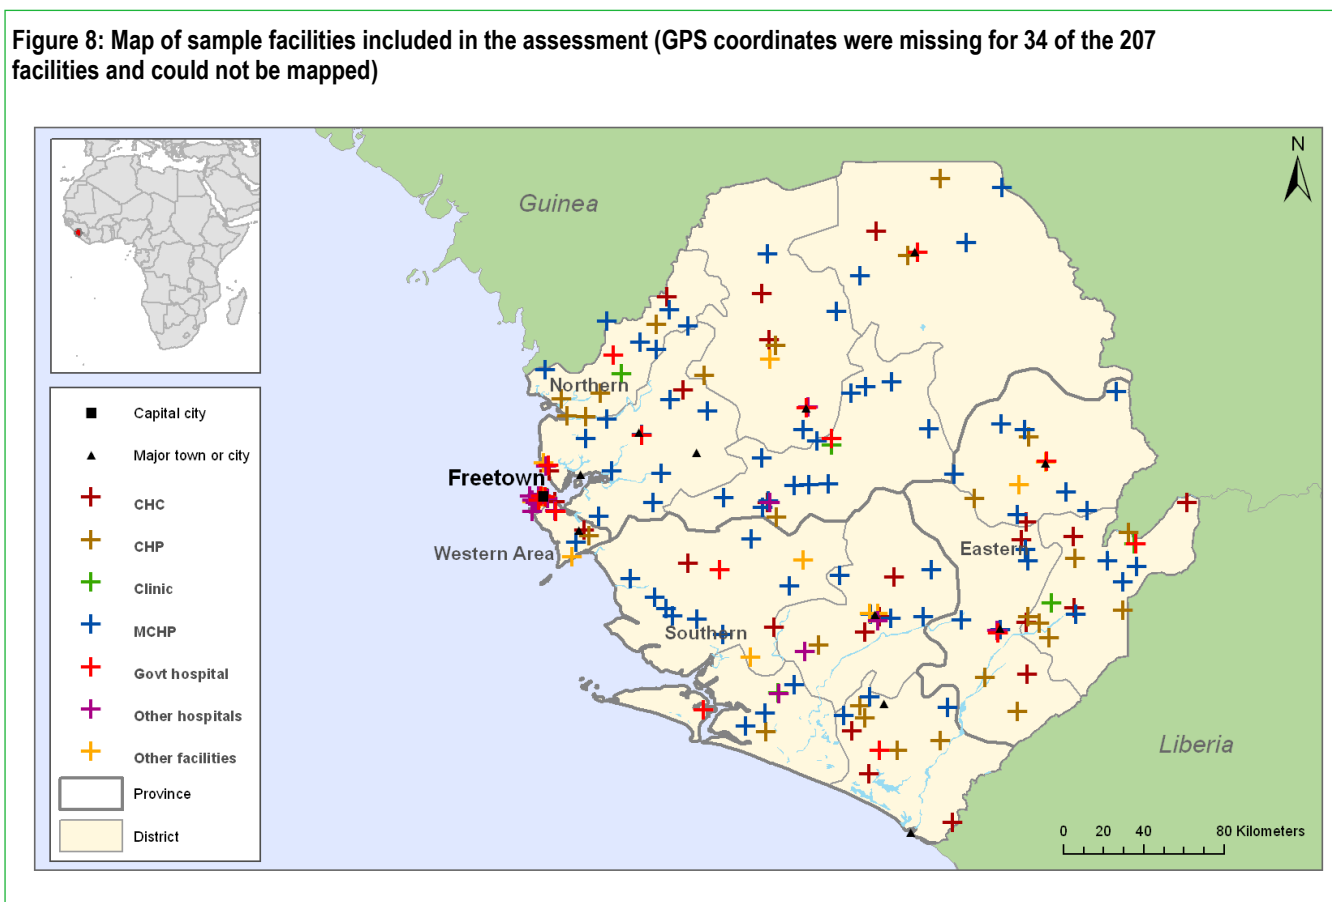 Figure 8: Map of sample facilities included in the assessment (GPS coordinates were missing for 34 of the 207
facilities and could not be mapped)
N
Guinea
Northern
Capital city
Major town or city
Freetown
CHC
CHP
Western Area
Eastern
Clinic
MCHP
Southern
Govt hospital
Other hospitals
Liberia
Other facilities
Province
District
0 20 40 80 Kilometers